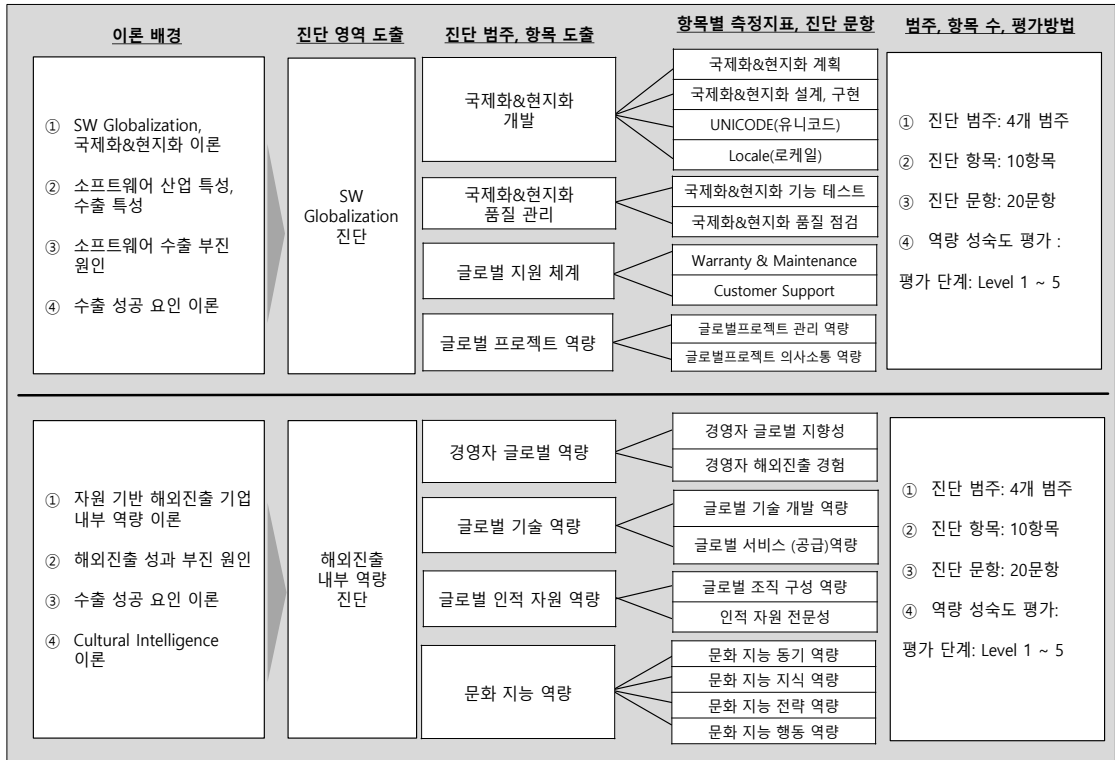 이론 배경
진단 영역 도출
진단 범주, 항목 도출
항목별 측정지표, 진단 문항
범주, 항목 수, 평가방법
① SW Globalization,
국제화&현지화 이론
② 소프트웨어 산업 특성,
수출 특성
③ 소프트웨어 수출 부진
원인
④ 수출 성공 요인 이론
SW
Globalization
진단
국제화&현지화
개발
국제화&현지화 계획
국제화&현지화 설계, 구현
UNICODE(유니코드)
Locale(로케일)
국제화&현지화
품질 관리
국제화&현지화 기능 테스트
국제화&현지화 품질 점검
글로벌 지원 체계
Warranty & Maintenance
Customer Support
글로벌 프로젝트 역량
글로벌프로젝트 관리 역량
글로벌프로젝트 의사소통 역량
① 진단 범주: 4개 범주
② 진단 항목: 10항목
③ 진단 문항: 20문항
④ 역량 성숙도 평가 :
평가 단계: Level 1 ~ 5
① 자원 기반 해외진출 기업
내부 역량 이론
② 해외진출 성과 부진 원인
③ 수출 성공 요인 이론
④ Cultural Intelligence
이론
해외진출
내부 역량
진단
경영자 글로벌 역량
경영자 글로벌 지향성
경영자 해외진출 경험
글로벌 기술 역량
글로벌 기술 개발 역량
글로벌 서비스 (공급)역량
글로벌 인적 자원 역량
글로벌 조직 구성 역량
인적 자원 전문성
문화 지능 역량
문화 지능 동기 역량
문화 지능 지식 역량
문화 지능 전략 역량
문화 지능 행동 역량
① 진단 범주: 4개 범주
② 진단 항목: 10항목
③ 진단 문항: 20문항
④ 역량 성숙도 평가:
평가 단계: Level 1 ~ 5